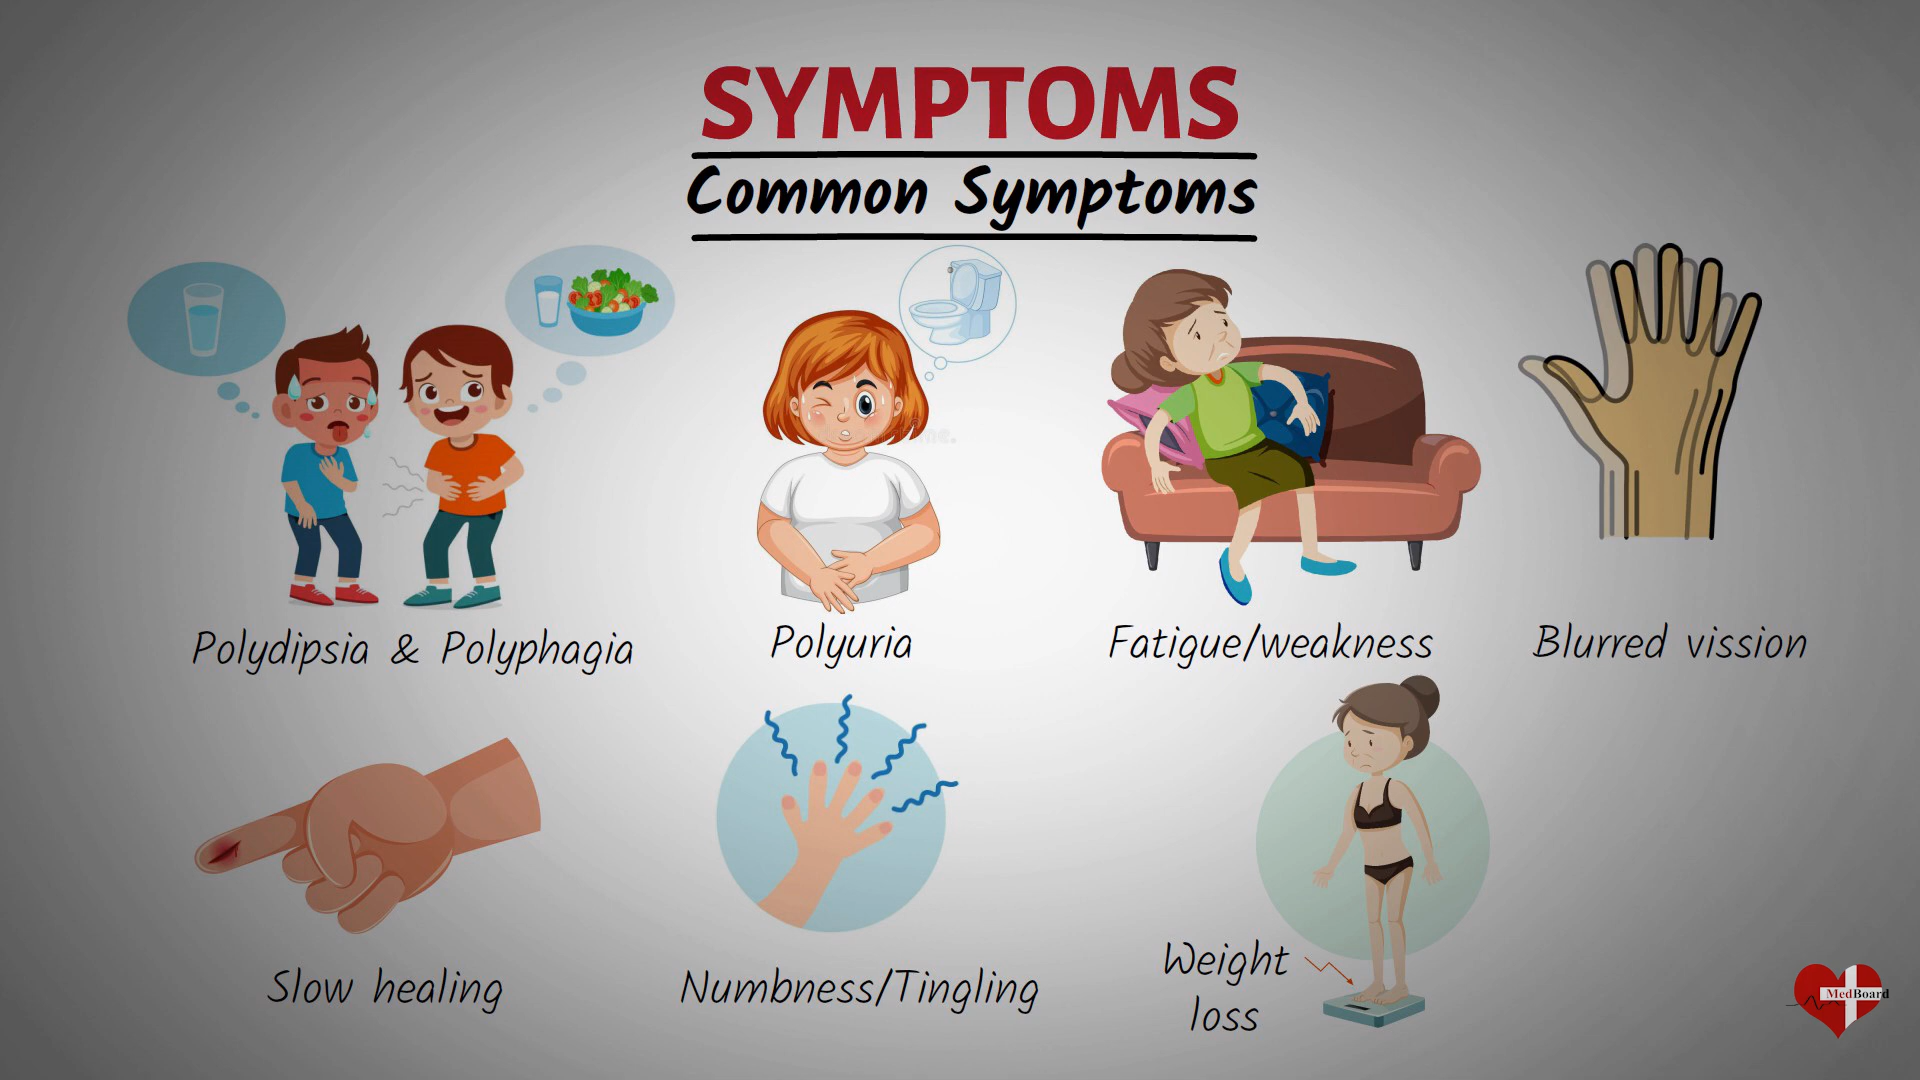 SYMPTOMS
Common Symptoms
Polydipsia & Polyphagia
Polyuria
Fatigue/weakness
Blurred vission
Slow healing
Numbness/Tingling
Weight
loss
MedBoard